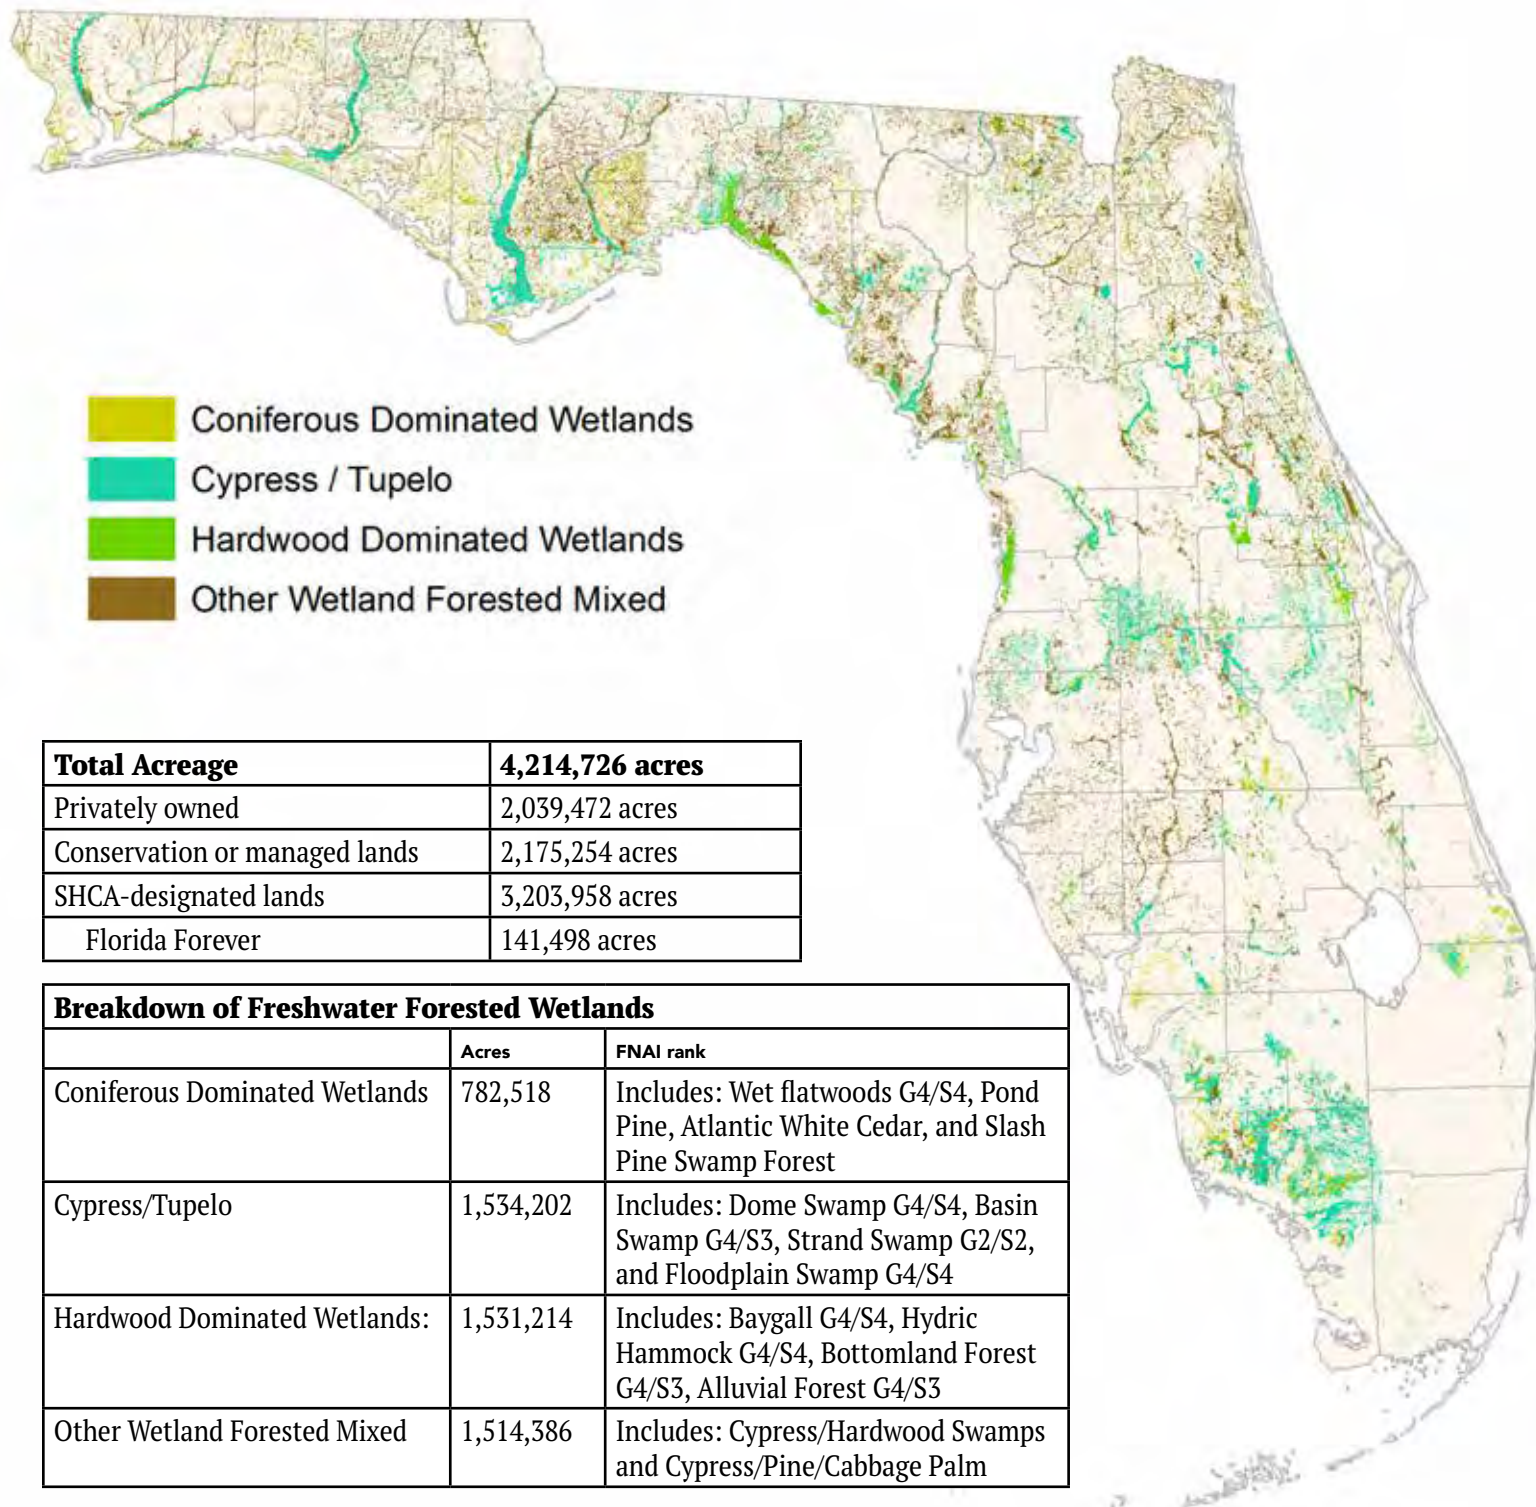 Coniferous Dominated Wetlands
Cypress / Tupelo
Hardwood Dominated Wetlands
Other Wetland Forested Mixed
Total Acreage 4,214,726 acres
Privately owned 2,039,472 acres
Conservation or managed lands 2,175,254 acres
SHCA-designated lands 3,203,958 acres
Florida Forever 141,498 acres
Breakdown of Freshwater Forested Wetlands
Acres FNAI rank
Coniferous Dominated Wetlands 782,518 Includes: Wet flatwoods G4/S4, Pond
Pine, Atlantic White Cedar, and Slash
Pine Swamp Forest
Cypress/Tupelo 1,534,202 Includes: Dome Swamp G4/S4, Basin
Swamp G4/S3, Strand Swamp G2/S2,
and Floodplain Swamp G4/S4
Hardwood Dominated Wetlands: 1,531,214 Includes: Baygall G4/S4, Hydric
Hammock G4/S4, Bottomland Forest
G4/S3, Alluvial Forest G4/S3
Other Wetland Forested Mixed 1,514,386 Includes: Cypress/Hardwood Swamps
and Cypress/Pine/Cabbage Palm